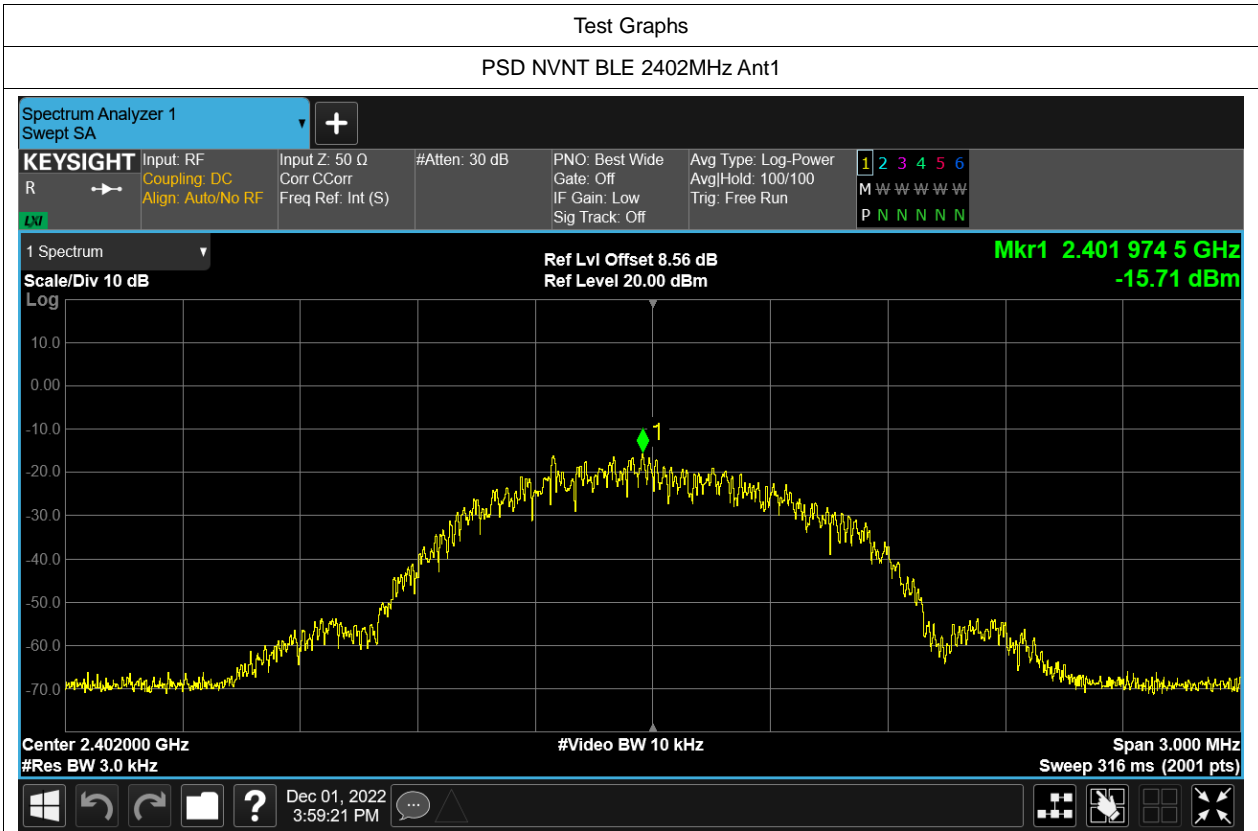 Test Graphs
PSD NVNT BLE 2402MHz Ant1
Spectrum Analyzer 1
Swept SA
KEYSIGHT
R
LXI
Input: RF
Coupling: DC
Align: Auto/No RF
Input Z: 50 Ω
Corr CCorr
Freq Ref: Int (S)
#Atten: 30 dB
PNO: Best Wide
Gate: Off
IF Gain: Low
Sig Track: Off
Avg Type: Log-Power
Avg|Hold: 100/100
Trig: Free Run
1 2 3 4 5 6
M W W W W W
P N N N N N
1 Spectrum
Scale/Div 10 dB
Log
Ref Lvl Offset 8.56 dB
Ref Level 20.00 dBm
Mkr1 2.401 974 5 GHz
-15.71 dBm
10.0
0.00
-10.0
-20.0
-30.0
-40.0
-50.0
-60.0
-70.0
1
Center 2.402000 GHz
#Res BW 3.0 kHz
#Video BW 10 kHz
Span 3.000 MHz
Sweep 316 ms (2001 pts)
?
Dec 01, 2022
3:59:21 PM